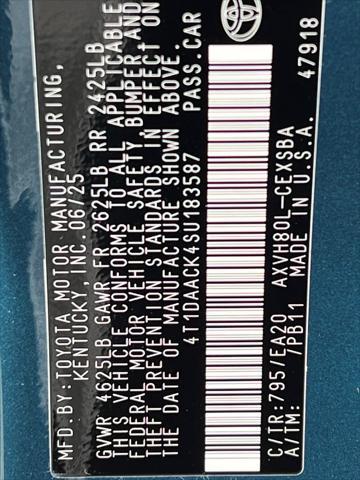 MFD.BY:TOYOTA MOTOR MANUFACTURING,
KENTUCKY,INC.06/25
GVWR 4625LB GAWR FR 2625LB RR 2425LB
THIS VEHICLE CONFORMS TO ALL APPLICABLE
FEDERAL MOTOR VEHICLE SAFETY,BUMPER AND
THEFT PREVENTION STANDARDS IN EFFECT ON
THE DATE OF MANUFACTURE SHOWN ABOVE.
4T1DAACK4SU183587 PASS.CAR
C/TR:795/EA20 AXVH80L-CEXSBA
A/TM: /PB11 MADE IN U.S.A. 47918